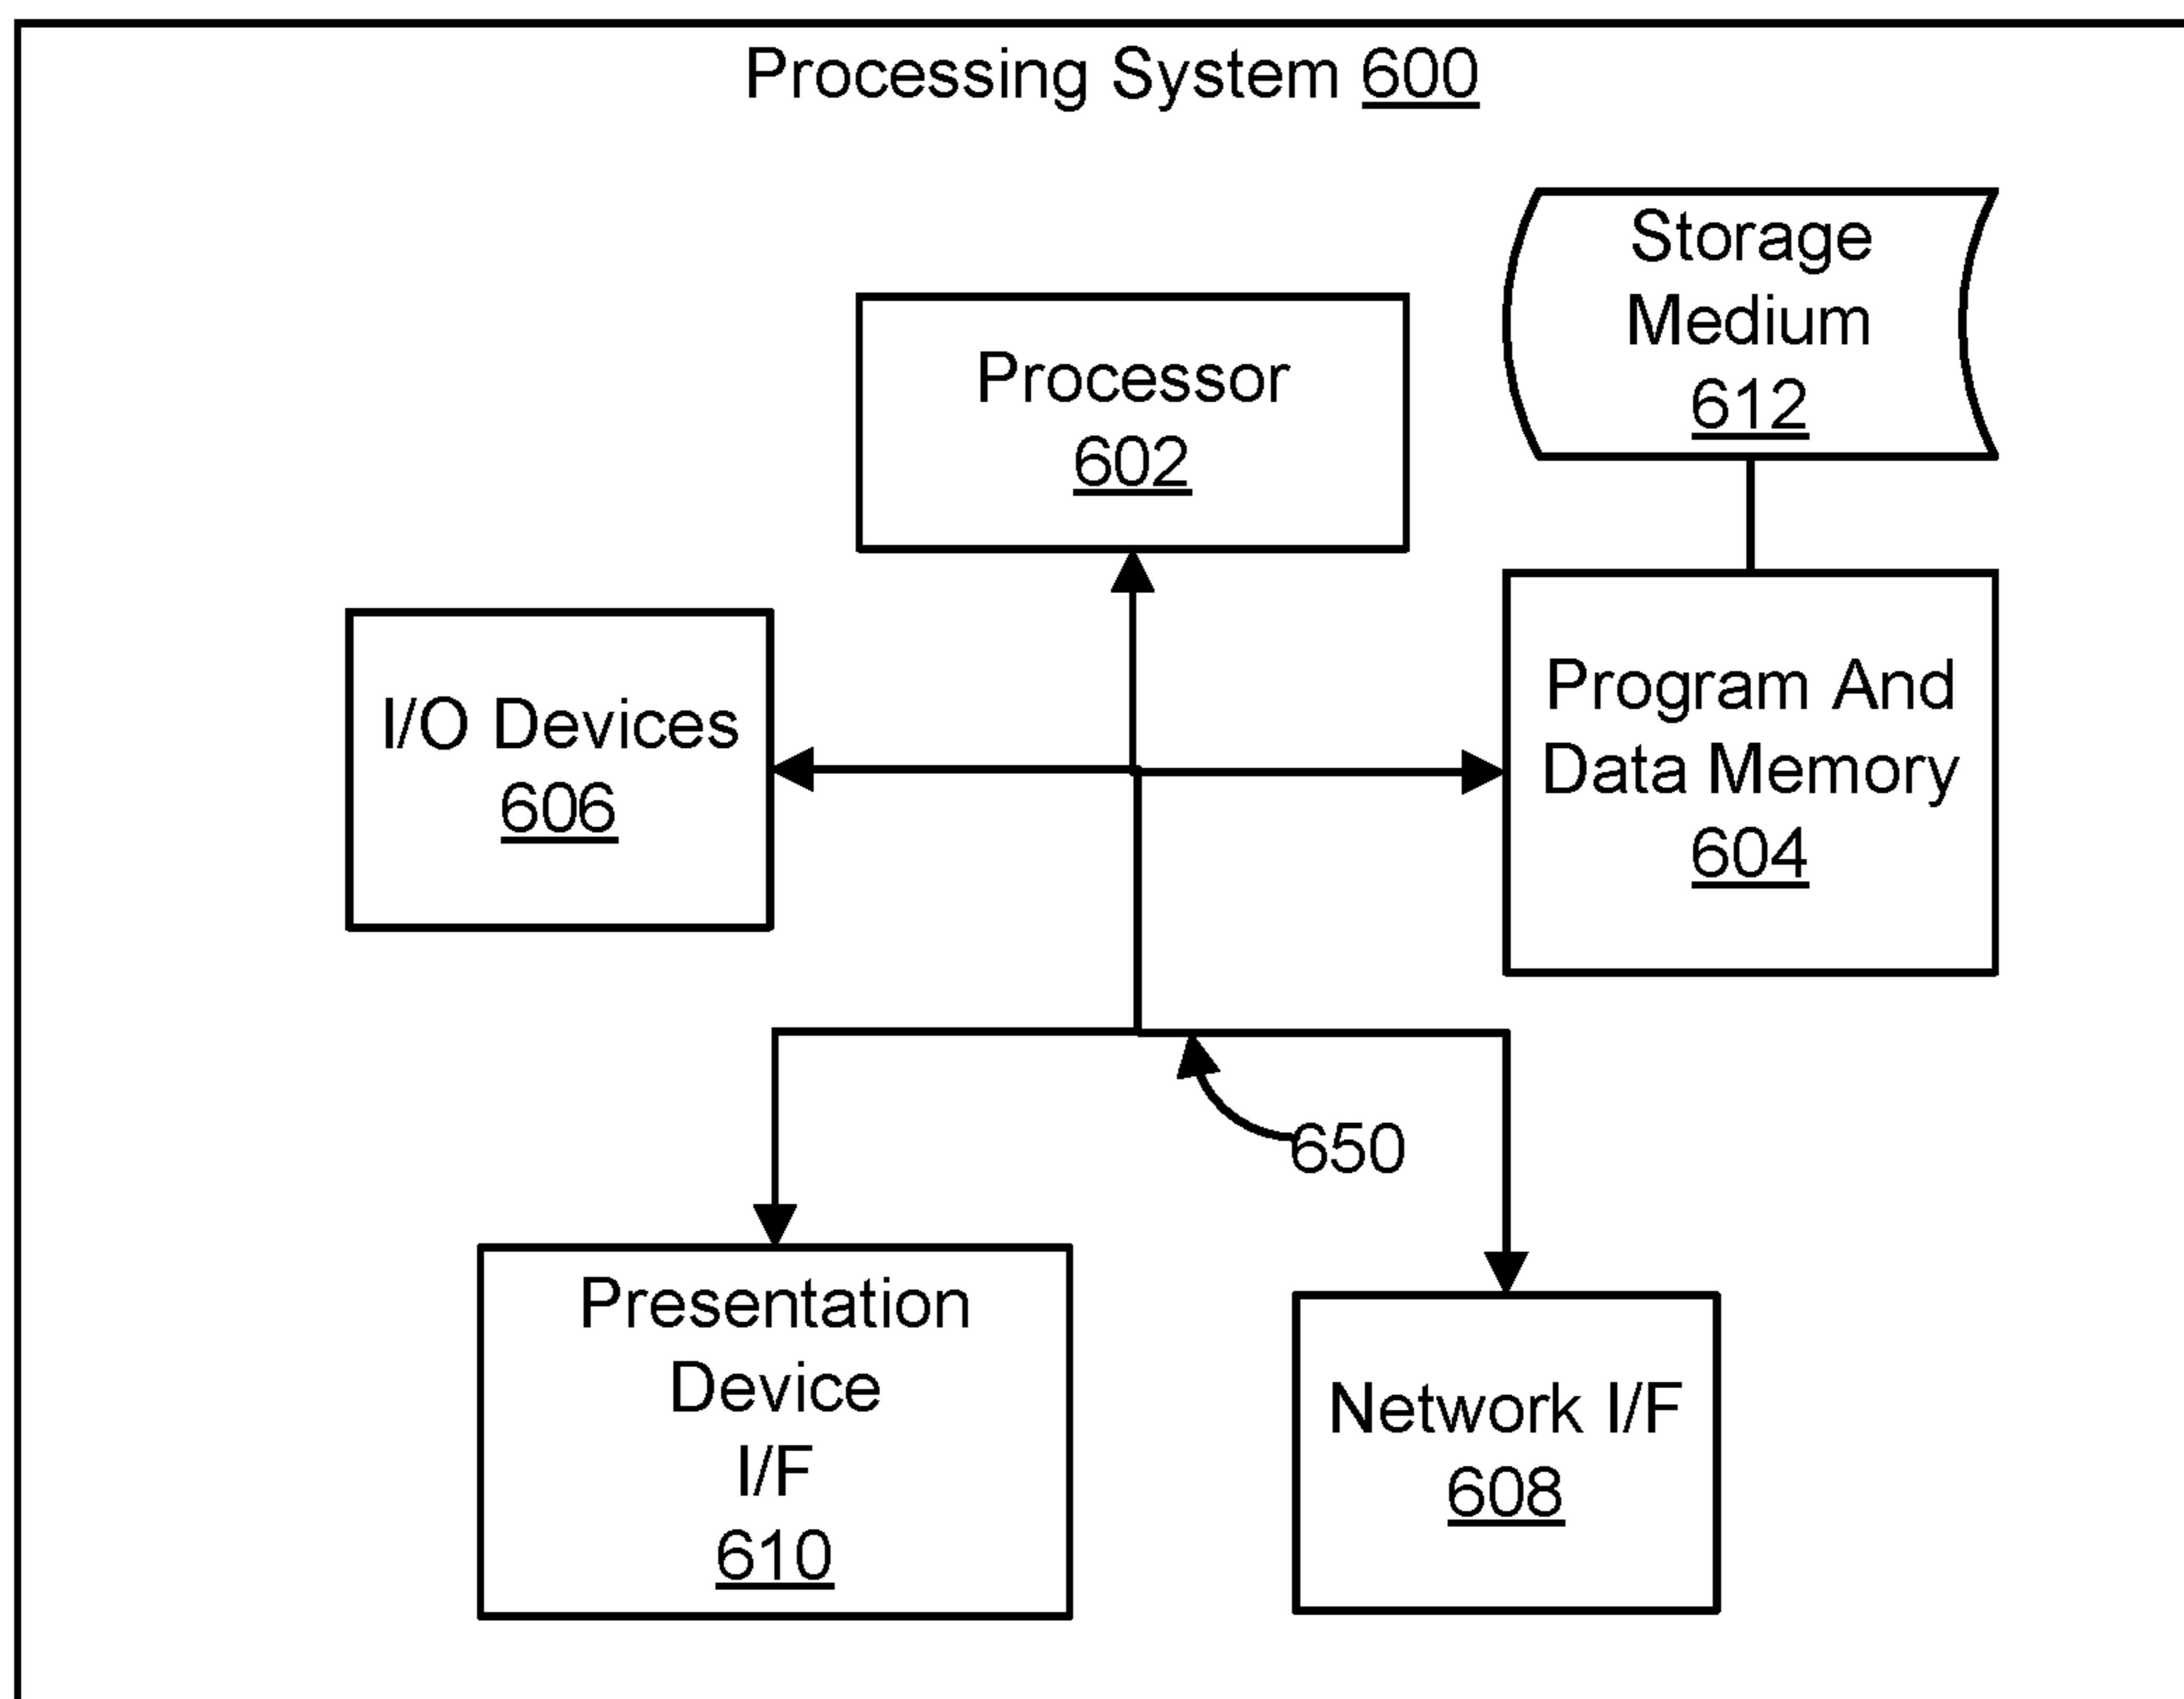 Processing System 600
Storage
Medium
612
Processor
602
I/O Devices
606
Program And
Data Memory
604
650
Presentation
Device
I/F
610
Network I/F
608